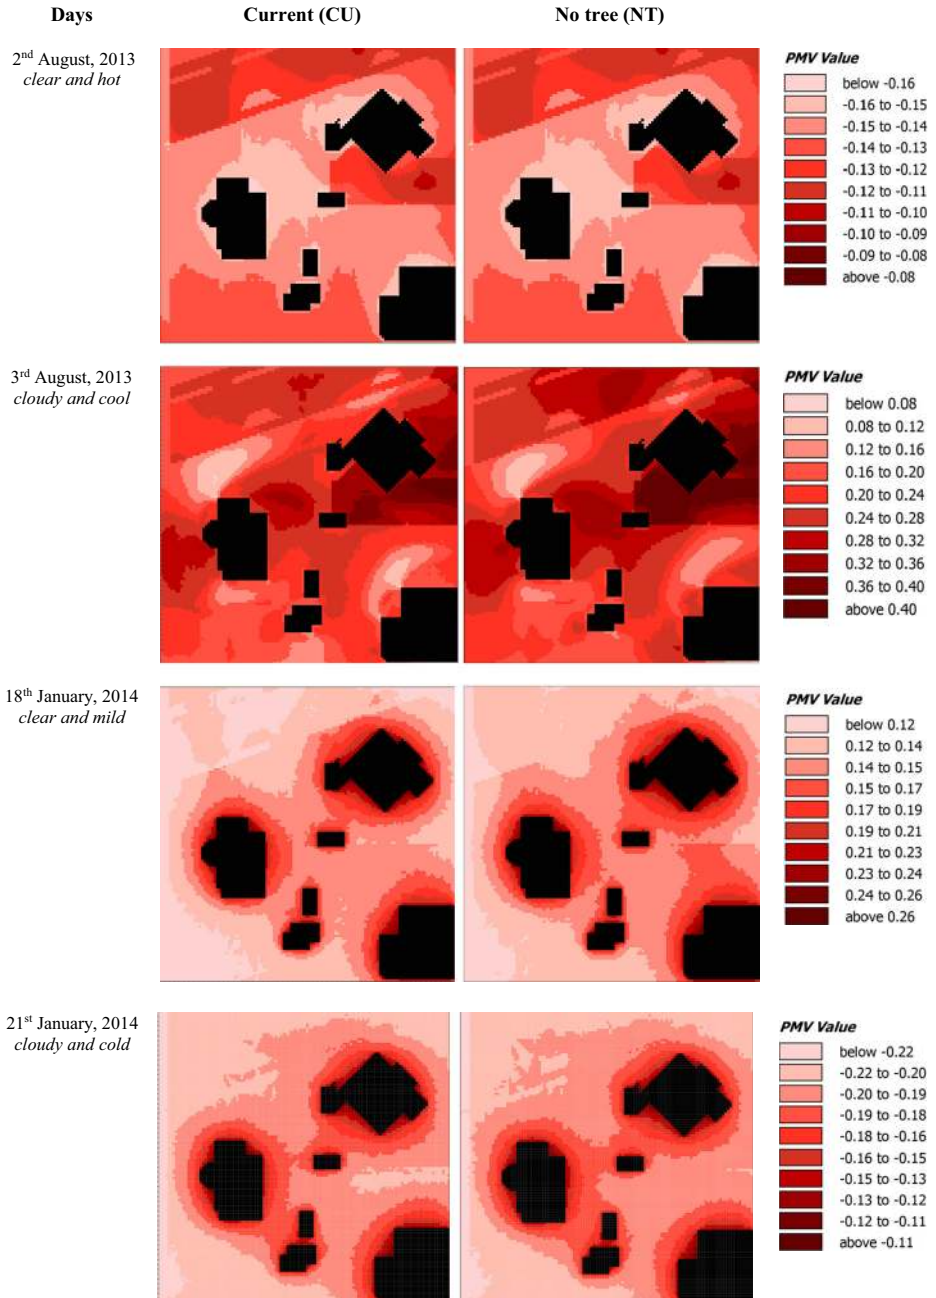 Days Current (CU) No tree (NT)
2nd August, 2013
clear and hot
PMV Value
below -0.16
-0.16 to -0.15
-0.15 to -0.14
-0.14 to -0.13
-0.13 to -0.12
-0.12 to -0.11
-0.11 to -0.10
-0.10 to -0.09
-0.09 to -0.08
above -0.08
3rd August, 2013
cloudy and cool
PMV Value
below 0.08
0.08 to 0.12
0.12 to 0.16
0.16 to 0.20
0.20 to 0.24
0.24 to 0.28
0.28 to 0.32
0.32 to 0.36
0.36 to 0.40
above 0.40
18th January, 2014
clear and mild
PMV Value
below 0.12
0.12 to 0.14
0.14 to 0.15
0.15 to 0.17
0.17 to 0.19
0.19 to 0.21
0.21 to 0.23
0.23 to 0.24
0.24 to 0.26
above 0.26
21st January, 2014
cloudy and cold
PMV Value
below -0.22
-0.22 to -0.20
-0.20 to -0.19
-0.19 to -0.18
-0.18 to -0.16
-0.16 to -0.15
-0.15 to -0.13
-0.13 to -0.12
-0.12 to -0.11
above -0.11